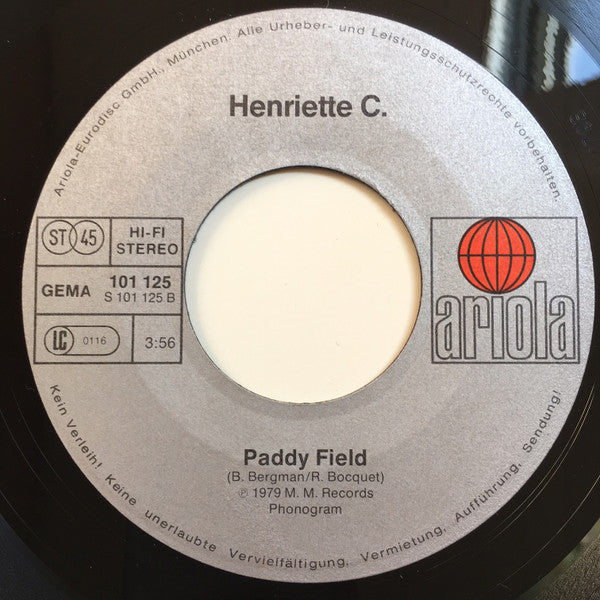 Ariola-Eurodisc GmbH., München. Alle Urheber- und Leistungsschutzrechte vorbehalten.
Henriette C.
ST 45
HI-FI
STEREO
GEMA
101 125
S 101 125 B
LC 0116
3:56
ariola
Paddy Field
(B. Bergman/R. Bocquet)
℗ 1979 M. M. Records
Phonogram
Kein Verleih! Keine unerlaubte Vervielfältigung, Vermietung, Aufführung, Sendung!